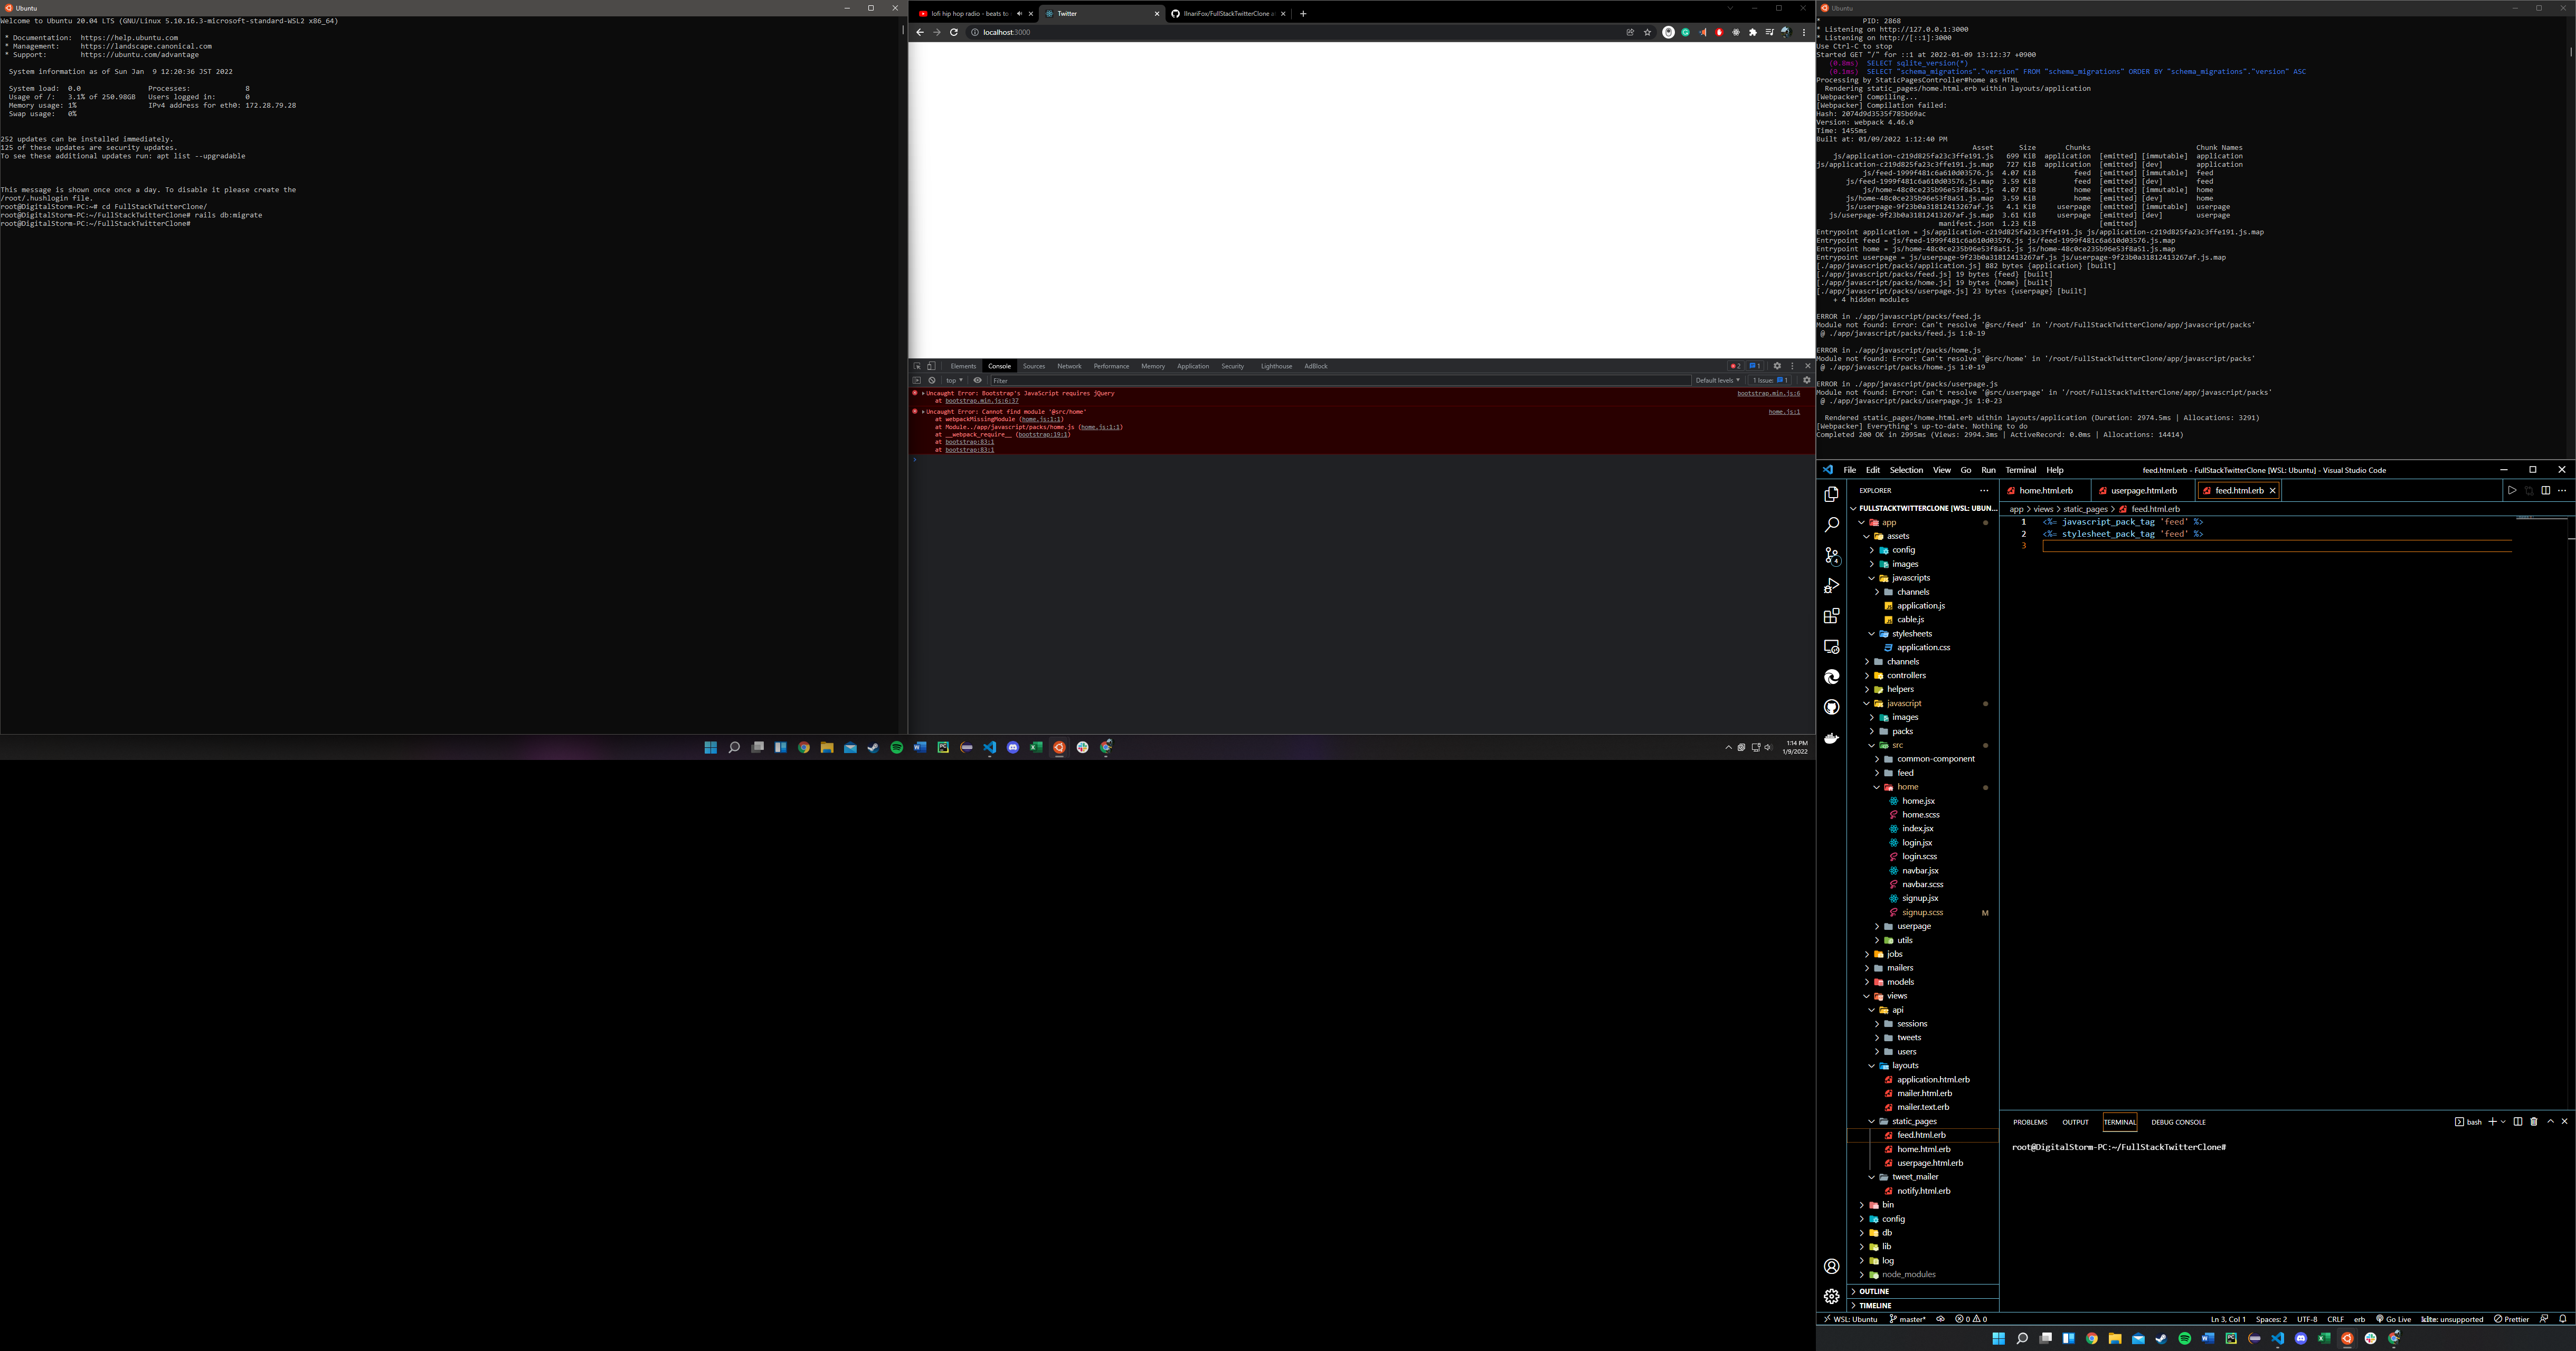 Ubuntu
Welcome to Ubuntu 20.04 LTS (GNU/Linux 5.10.16.3-microsoft-standard-WSL2 x86_64)
* Documentation: https://help.ubuntu.com
* Management: https://landscape.canonical.com
* Support: https://ubuntu.com/advantage
System information as of Sun Jan 9 12:20:36 JST 2022
System load: 0.0 Processes: 8
Usage of /: 3.1% of 250.98GB Users logged in: 0
Memory usage: 1% IPv4 address for eth0: 172.28.79.28
Swap usage: 0%
252 updates can be installed immediately.
125 of these updates are security updates.
To see these additional updates run: apt list --upgradable
This message is shown once once a day. To disable it please create the
/root/.hushlogin file.
root@DigitalStorm-PC:~# cd FullStackTwitterClone/
root@DigitalStorm-PC:~/FullStackTwitterClone# rails db:migrate
root@DigitalStorm-PC:~/FullStackTwitterClone#
lofi hip hop radio - beats to
Twitter
IInariFox/FullStackTwitterClone a
localhost:3000
Elements Console Sources Network Performance Memory Application Security Lighthouse AdBlock
2 1
top Filter Default levels 1 Issue: 1
Uncaught Error: Bootstrap's JavaScript requires jQuery bootstrap.min.js:6
at bootstrap.min.js:6:37
Uncaught Error: Cannot find module '@src/home' home.js:1
at webpackMissingModule (home.js:1:1)
at Module../app/javascript/packs/home.js (home.js:1:1)
at __webpack_require__ (bootstrap:19:1)
at bootstrap:83:1
at bootstrap:83:1
1:14 PM
1/9/2022
Ubuntu
* PID: 2868
* Listening on http://127.0.0.1:3000
* Listening on http://[::1]:3000
Use Ctrl-C to stop
Started GET "/" for ::1 at 2022-01-09 13:12:37 +0900
(0.8ms) SELECT sqlite_version(*)
(0.1ms) SELECT "schema_migrations"."version" FROM "schema_migrations" ORDER BY "schema_migrations"."version" ASC
Processing by StaticPagesController#home as HTML
Rendering static_pages/home.html.erb within layouts/application
[Webpacker] Compiling...
[Webpacker] Compilation failed:
Hash: 2074d9d3535f785b69ac
Version: webpack 4.46.0
Time: 1455ms
Built at: 01/09/2022 1:12:40 PM
Asset Size Chunks Chunk Names
js/application-c219d825fa23c3ffe191.js 699 KiB application [emitted] [immutable] application
js/application-c219d825fa23c3ffe191.js.map 727 KiB application [emitted] [dev] application
js/feed-1999f481c6a610d03576.js 4.07 KiB feed [emitted] [immutable] feed
js/feed-1999f481c6a610d03576.js.map 3.59 KiB feed [emitted] [dev] feed
js/home-48c0ce235b96e53f8a51.js 4.07 KiB home [emitted] [immutable] home
js/home-48c0ce235b96e53f8a51.js.map 3.59 KiB home [emitted] [dev] home
js/userpage-9f23b0a31812413267af.js 4.1 KiB userpage [emitted] [immutable] userpage
js/userpage-9f23b0a31812413267af.js.map 3.61 KiB userpage [emitted] [dev] userpage
manifest.json 1.23 KiB [emitted]
Entrypoint application = js/application-c219d825fa23c3ffe191.js js/application-c219d825fa23c3ffe191.js.map
Entrypoint feed = js/feed-1999f481c6a610d03576.js js/feed-1999f481c6a610d03576.js.map
Entrypoint home = js/home-48c0ce235b96e53f8a51.js js/home-48c0ce235b96e53f8a51.js.map
Entrypoint userpage = js/userpage-9f23b0a31812413267af.js js/userpage-9f23b0a31812413267af.js.map
[./app/javascript/packs/application.js] 882 bytes {application} [built]
[./app/javascript/packs/feed.js] 19 bytes {feed} [built]
[./app/javascript/packs/home.js] 19 bytes {home} [built]
[./app/javascript/packs/userpage.js] 23 bytes {userpage} [built]
+ 4 hidden modules
ERROR in ./app/javascript/packs/feed.js
Module not found: Error: Can't resolve '@src/feed' in '/root/FullStackTwitterClone/app/javascript/packs'
@ ./app/javascript/packs/feed.js 1:0-19
ERROR in ./app/javascript/packs/home.js
Module not found: Error: Can't resolve '@src/home' in '/root/FullStackTwitterClone/app/javascript/packs'
@ ./app/javascript/packs/home.js 1:0-19
ERROR in ./app/javascript/packs/userpage.js
Module not found: Error: Can't resolve '@src/userpage' in '/root/FullStackTwitterClone/app/javascript/packs'
@ ./app/javascript/packs/userpage.js 1:0-23
Rendered static_pages/home.html.erb within layouts/application (Duration: 2974.5ms | Allocations: 3291)
[Webpacker] Everything's up-to-date. Nothing to do
Completed 200 OK in 2995ms (Views: 2994.3ms | ActiveRecord: 0.0ms | Allocations: 14414)
File Edit Selection View Go Run Terminal Help feed.html.erb - FullStackTwitterClone [WSL: Ubuntu] - Visual Studio Code
EXPLORER
home.html.erb userpage.html.erb feed.html.erb
app > views > static_pages > feed.html.erb
1 <%= javascript_pack_tag 'feed' %>
2 <%= stylesheet_pack_tag 'feed' %>
3
FULLSTACKTWITTERCLONE [WSL: UBUN...
app
assets
config
images
javascripts
channels
application.js
cable.js
stylesheets
application.css
channels
controllers
helpers
javascript
images
packs
src
common-component
feed
home
home.jsx
home.scss
index.jsx
login.jsx
login.scss
navbar.jsx
navbar.scss
signup.jsx
signup.scss M
userpage
utils
jobs
mailers
models
views
api
sessions
tweets
users
layouts
application.html.erb
mailer.html.erb
mailer.text.erb
static_pages
feed.html.erb
home.html.erb
userpage.html.erb
tweet_mailer
notify.html.erb
bin
config
db
lib
log
node_modules
OUTLINE
TIMELINE
PROBLEMS OUTPUT TERMINAL DEBUG CONSOLE bash
root@DigitalStorm-PC:~/FullStackTwitterClone#
WSL: Ubuntu master* 0 0 Ln 3, Col 1 Spaces: 2 UTF-8 CRLF erb Go Live kite: unsupported Prettier